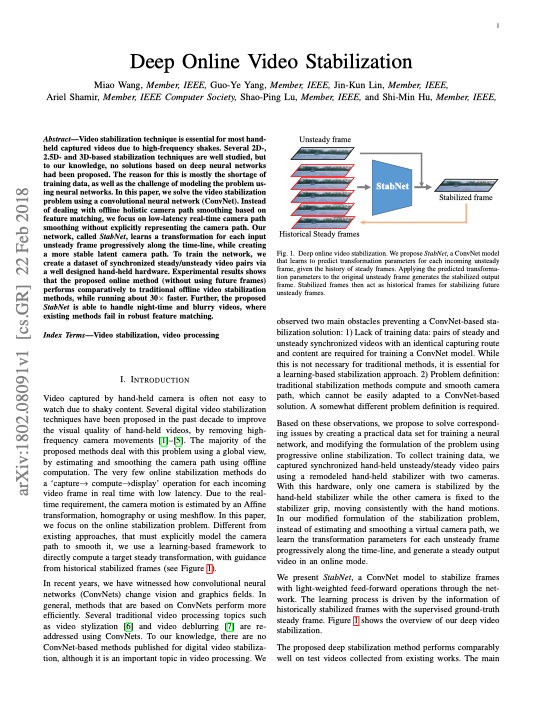 1
Deep Online Video Stabilization
Miao Wang, Member, IEEE, Guo-Ye Yang, Member, IEEE, Jin-Kun Lin, Member, IEEE,
Ariel Shamir, Member, IEEE Computer Society, Shao-Ping Lu, Member, IEEE, and Shi-Min Hu, Member, IEEE,
arXiv:1802.08091v1 [cs.GR] 22 Feb 2018
Abstract—Video stabilization technique is essential for most hand-
held captured videos due to high-frequency shakes. Several 2D-,
2.5D- and 3D-based stabilization techniques are well studied, but
to our knowledge, no solutions based on deep neural networks
had been proposed. The reason for this is mostly the shortage of
training data, as well as the challenge of modeling the problem us-
ing neural networks. In this paper, we solve the video stabilization
problem using a convolutional neural network (ConvNet). Instead
of dealing with offline holistic camera path smoothing based on
feature matching, we focus on low-latency real-time camera path
smoothing without explicitly representing the camera path. Our
network, called StabNet, learns a transformation for each input
unsteady frame progressively along the time-line, while creating
a more stable latent camera path. To train the network, we
create a dataset of synchronized steady/unsteady video pairs via
a well designed hand-held hardware. Experimental results shows
that the proposed online method (without using future frames)
performs comparatively to traditional offline video stabilization
methods, while running about 30× faster. Further, the proposed
StabNet is able to handle night-time and blurry videos, where
existing methods fail in robust feature matching.
Index Terms—Video stabilization, video processing
I. INTRODUCTION
Video captured by hand-held camera is often not easy to
watch due to shaky content. Several digital video stabilization
techniques have been proposed in the past decade to improve
the visual quality of hand-held videos, by removing high-
frequency camera movements [1]–[5]. The majority of the
proposed methods deal with this problem using a global view,
by estimating and smoothing the camera path using offline
computation. The very few online stabilization methods do
a ‘capture→ compute→display’ operation for each incoming
video frame in real time with low latency. Due to the real-
time requirement, the camera motion is estimated by an Affine
transformation, homography or using meshflow. In this paper,
we focus on the online stabilization problem. Different from
existing approaches, that must explicitly model the camera
path to smooth it, we use a learning-based framework to
directly compute a target steady transformation, with guidance
from historical stabilized frames (see Figure 1).
In recent years, we have witnessed how convolutional neural
networks (ConvNets) change vision and graphics fields. In
general, methods that are based on ConvNets perform more
efficiently. Several traditional video processing topics such
as video stylization [6] and video deblurring [7] are re-
addressed using ConvNets. To our knowledge, there are no
ConvNet-based methods published for digital video stabiliza-
tion, although it is an important topic in video processing. We
Unsteady frame
StabNet
Stabilized frame
Historical Steady frames
Fig. 1. Deep online video stabilization. We propose StabNet, a ConvNet model
that learns to predict transformation parameters for each incoming unsteady
frame, given the history of steady frames. Applying the predicted transforma-
tion parameters to the original unsteady frame generates the stabilized output
frame. Stabilized frames then act as historical frames for stabilizing future
unsteady frames.
observed two main obstacles preventing a ConvNet-based sta-
bilization solution: 1) Lack of training data: pairs of steady and
unsteady synchronized videos with an identical capturing route
and content are required for training a ConvNet model. While
this is not necessary for traditional methods, it is essential for
a learning-based stabilization approach. 2) Problem definition:
traditional stabilization methods compute and smooth camera
path, which cannot be easily adapted to a ConvNet-based
solution. A somewhat different problem definition is required.
Based on these observations, we propose to solve correspond-
ing issues by creating a practical data set for training a neural
network, and modifying the formulation of the problem using
progressive online stabilization. To collect training data, we
captured synchronized hand-held unsteady/steady video pairs
using a remodeled hand-held stabilizer with two cameras.
With this hardware, only one camera is stabilized by the
hand-held stabilizer while the other camera is fixed to the
stabilizer grip, moving consistently with the hand motions.
In our modified formulation of the stabilization problem,
instead of estimating and smoothing a virtual camera path, we
learn the transformation parameters for each unsteady frame
progressively along the time-line, and generate a steady output
video in an online mode.
We present StabNet, a ConvNet model to stabilize frames
with light-weighted feed-forward operations through the net-
work. The learning process is driven by the information of
historically stabilized frames with the supervised ground-truth
steady frame. Figure 1 shows the overview of our deep video
stabilization.
The proposed deep stabilization method performs comparably
well on test videos collected from existing works. The main